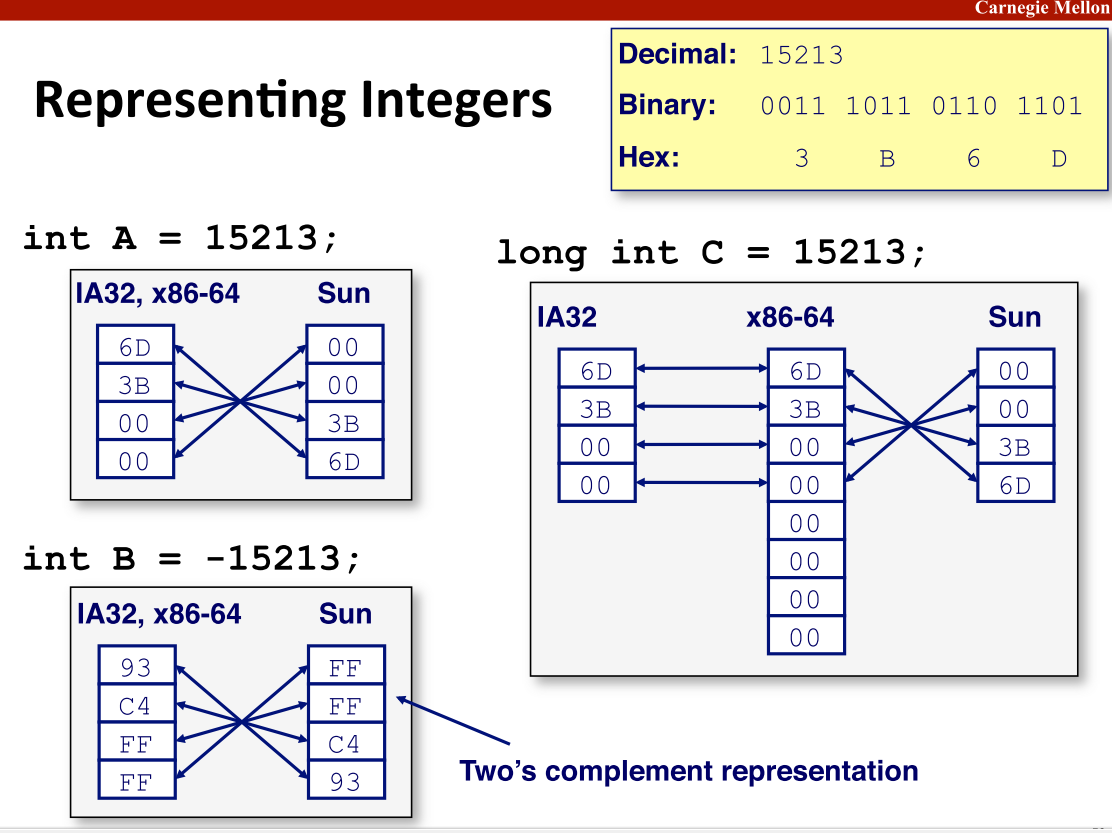 Carnegie Mellon
Representing Integers
Decimal: 15213
Binary: 0011 1011 0110 1101
Hex: 3 B 6 D
int A = 15213;
IA32, x86-64 Sun
6D 00
3B 00
00 3B
00 6D
long int C = 15213;
IA32 x86-64 Sun
6D 6D 00
3B 3B 00
00 00 3B
00 00 6D
00
00
00
00
int B = -15213;
IA32, x86-64 Sun
93 FF
C4 FF
FF C4
FF 93
Two's complement representation